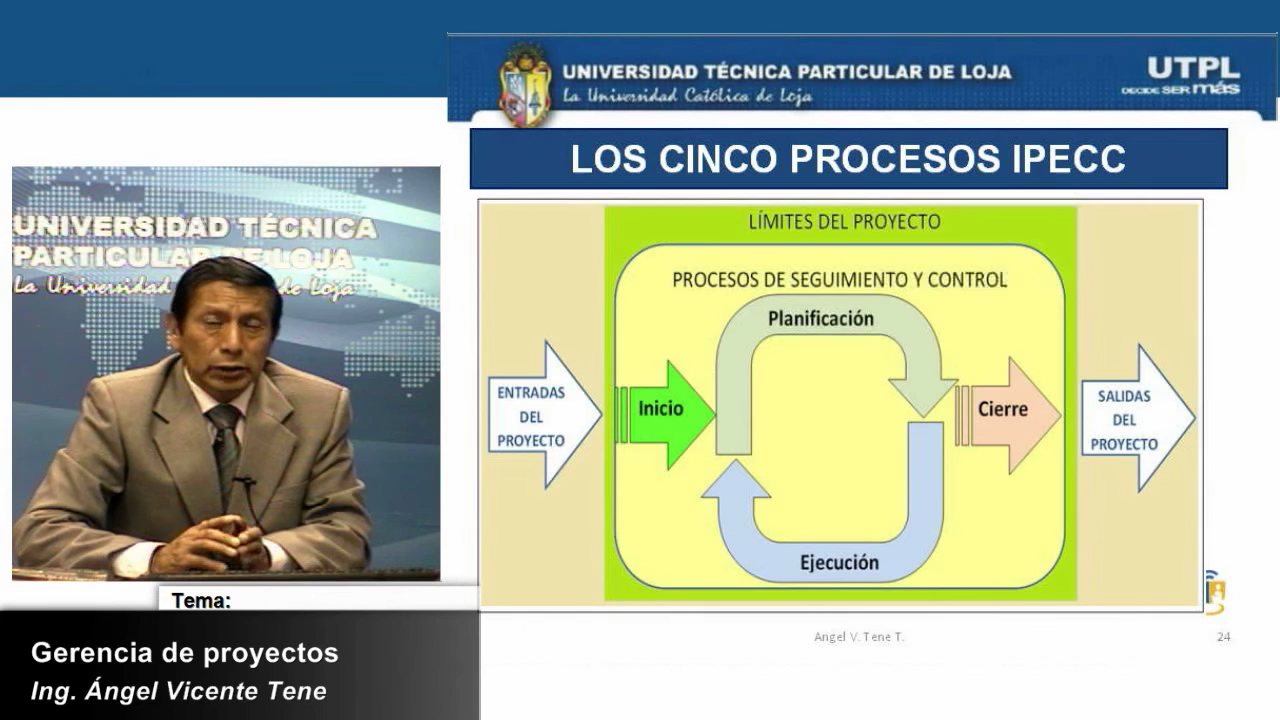 UNIVERSIDAD TÉCNICA PARTICULAR DE LOJA
La Universidad Católica de Loja
UTPL
DECIDE SER más
LOS CINCO PROCESOS IPECC
UNIVERSIDAD TÉCNICA
PARTICULAR DE LOJA
La Universidad de Loja
LÍMITES DEL PROYECTO
PROCESOS DE SEGUIMIENTO Y CONTROL
Planificación
ENTRADAS
DEL
PROYECTO
Inicio
Cierre
SALIDAS
DEL
PROYECTO
Ejecución
Tema:
Gerencia de proyectos
Ing. Ángel Vicente Tene
Angel V. Tene T.
24